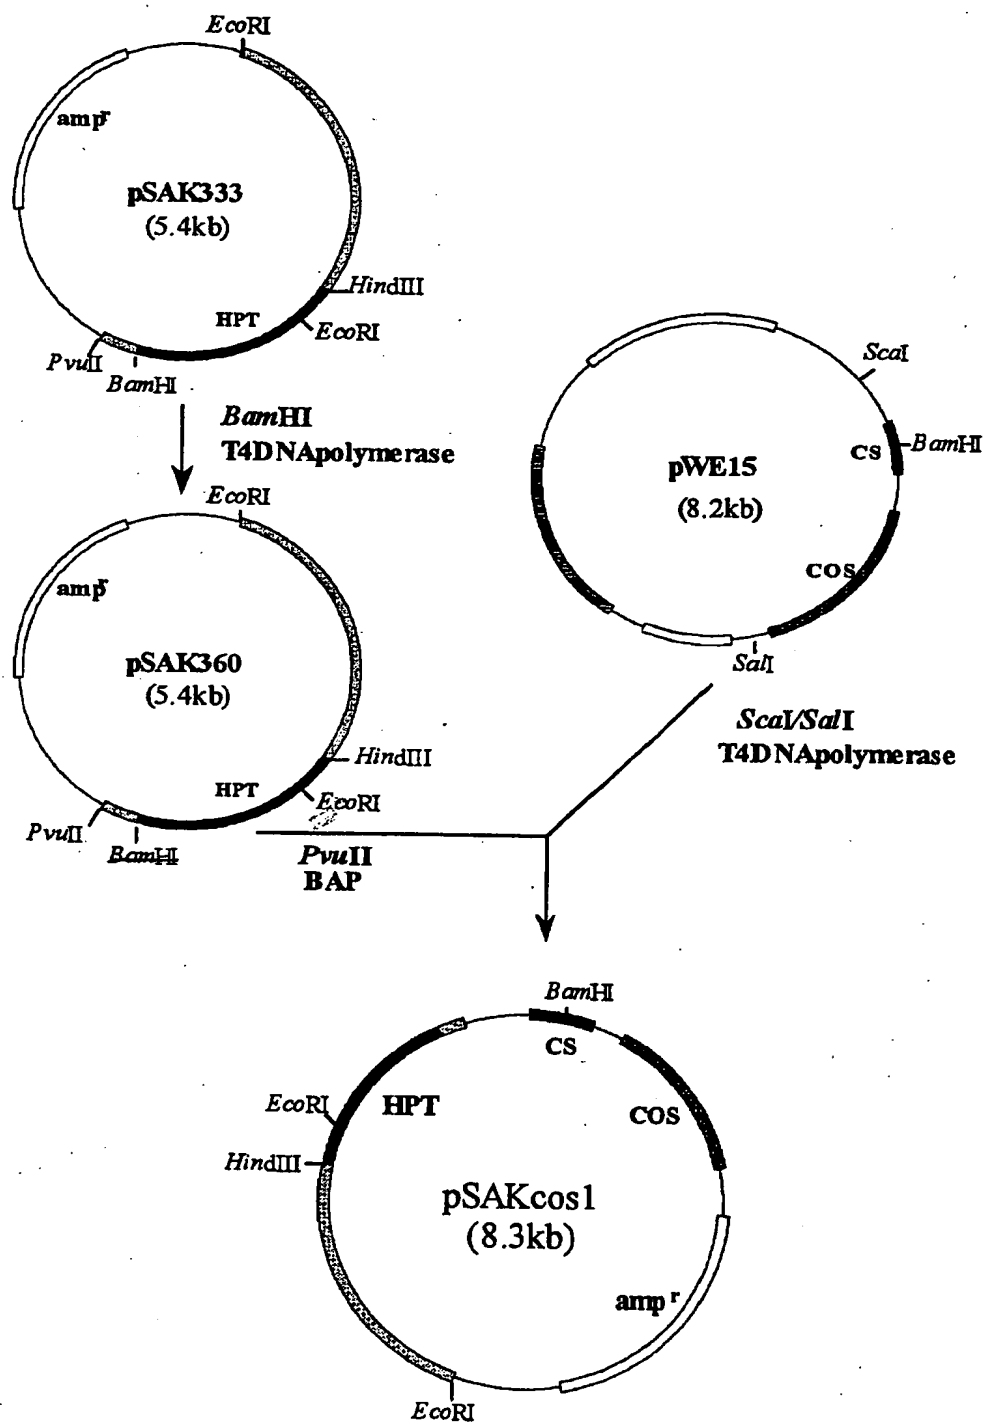 EcoRI
ampr
pSAK333
(5.4kb)
HindIII
HPT
EcoRI
PvuII
BamHI
BamHI
T4DNApolymerase
EcoRI
ampr
pSAK360
(5.4kb)
HindIII
HPT
EcoRI
PvuII
BamHI
PvuII
BAP
ScaI
BamHI
CS
pWE15
(8.2kb)
COS
SalI
ScaI/SalI
T4DNApolymerase
BamHI
CS
EcoRI
HPT
COS
HindIII
pSAKcos1
(8.3kb)
amp r
EcoRI